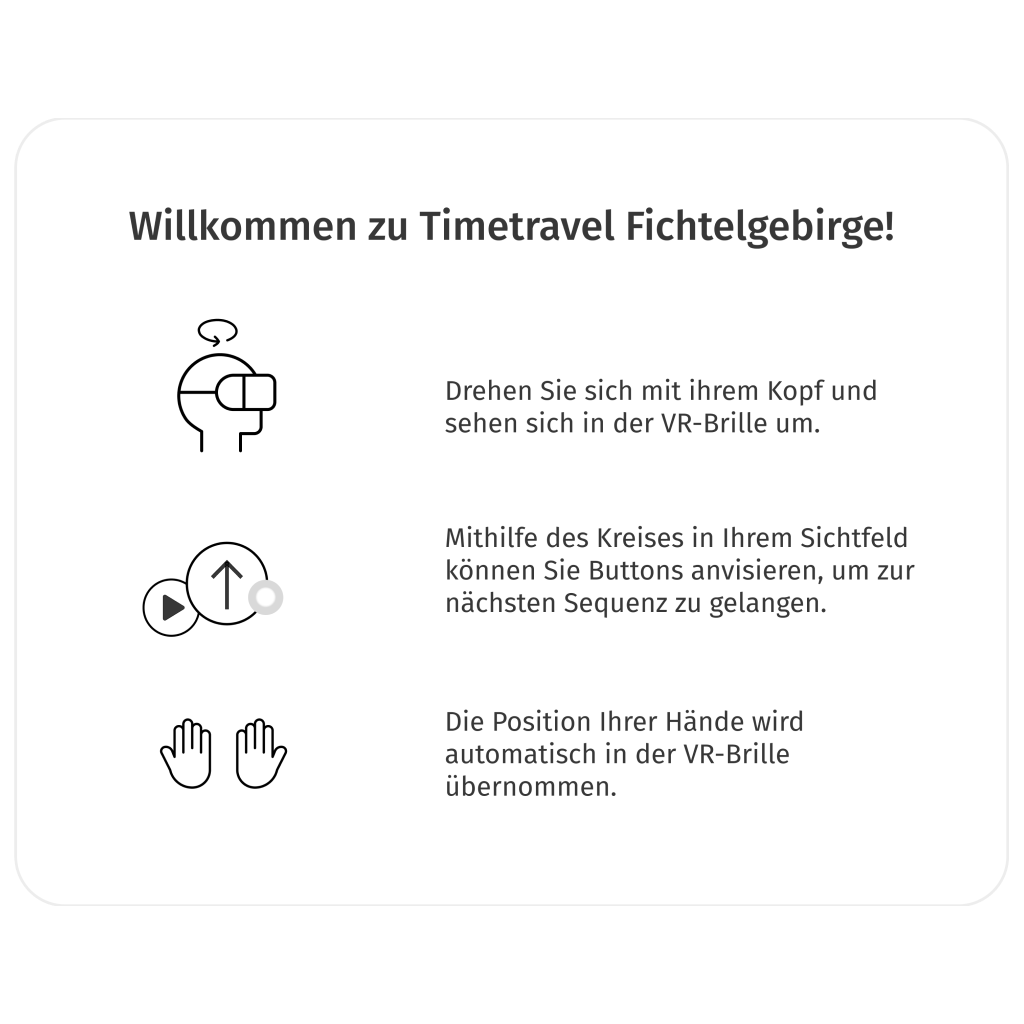 Willkommen zu Timetravel Fichtelgebirge!
Drehen Sie sich mit ihrem Kopf und
sehen sich in der VR-Brille um.
Mithilfe des Kreises in Ihrem Sichtfeld
können Sie Buttons anvisieren, um zur
nächsten Sequenz zu gelangen.
Die Position Ihrer Hände wird
automatisch in der VR-Brille
übernommen.